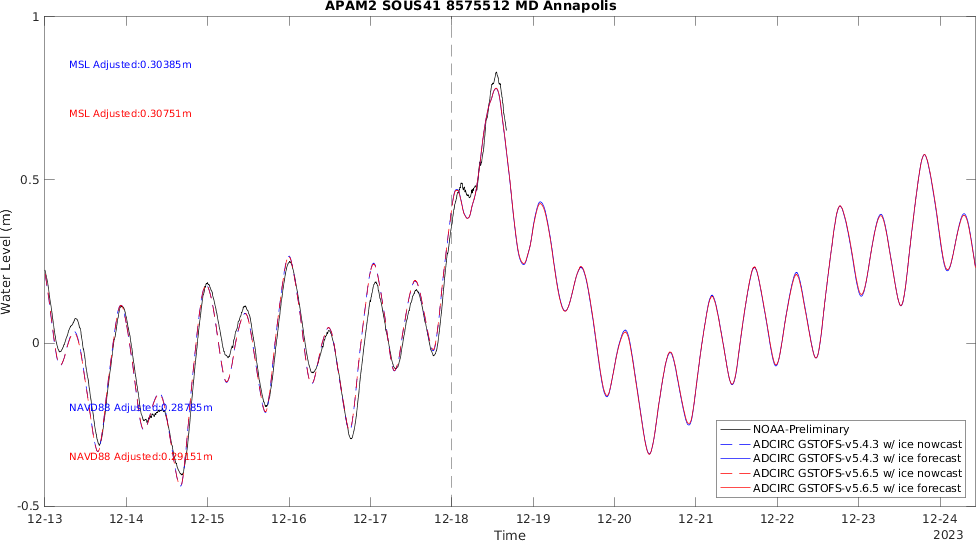 APAM2 SOUS41 8575512 MD Annapolis
1
MSL Adjusted:0.30385m
MSL Adjusted:0.30751m
0.5
Water Level (m)
0
NAVD88 Adjusted:0.28785m
NAVD88 Adjusted:0.29151m
-0.5
NOAA-Preliminary
ADCIRC GSTOFS-v5.4.3 w/ ice nowcast
ADCIRC GSTOFS-v5.4.3 w/ ice forecast
ADCIRC GSTOFS-v5.6.5 w/ ice nowcast
ADCIRC GSTOFS-v5.6.5 w/ ice forecast
12-13 12-14 12-15 12-16 12-17 12-18 12-19 12-20 12-21 12-22 12-23 12-24
Time
2023